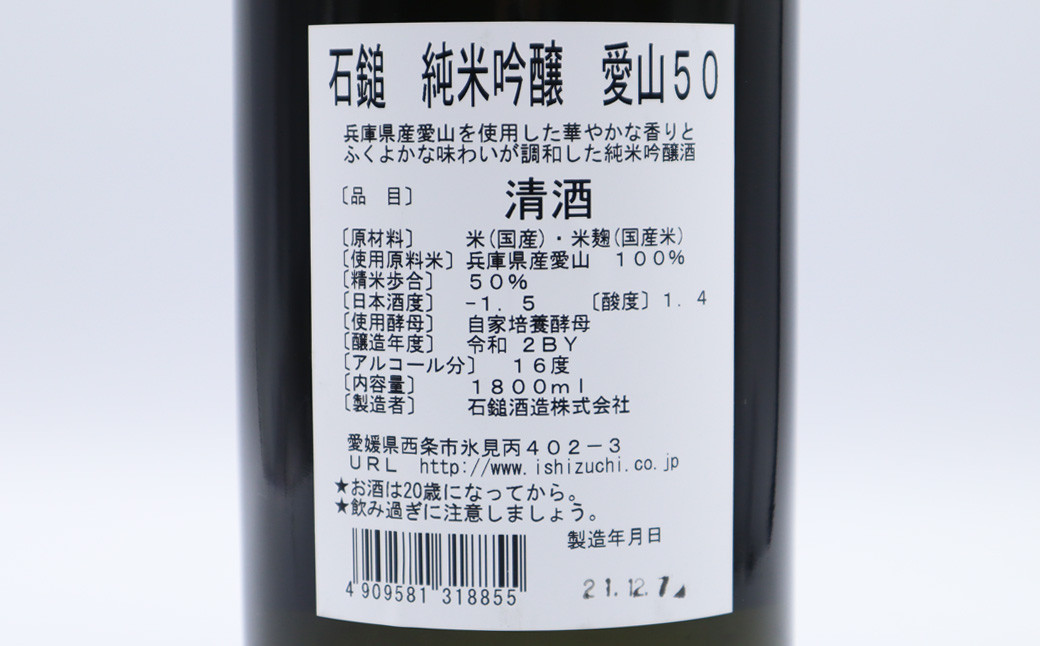 石鎚　純米吟醸　愛山５０
兵庫県産愛山を使用した華やかな香りと
ふくよかな味わいが調和した純米吟醸酒
〔品　目〕　清酒
〔原材料〕　米(国産)・米麹(国産米)
〔使用原料米〕兵庫県産愛山　１００％
〔精米歩合〕　５０％
〔日本酒度〕　-１．５　〔酸度〕１．４
〔使用酵母〕　自家培養酵母
〔醸造年度〕　令和 ２ＢＹ
〔アルコール分〕　１６度
〔内容量〕　１８００ｍｌ
〔製造者〕　石鎚酒造株式会社
愛媛県西条市氷見丙４０２－３
ＵＲＬ　http://www.ishizuchi.co.jp
★お酒は20歳になってから。
★飲み過ぎに注意しましょう。
製造年月日
4 909581 318855
21.12.